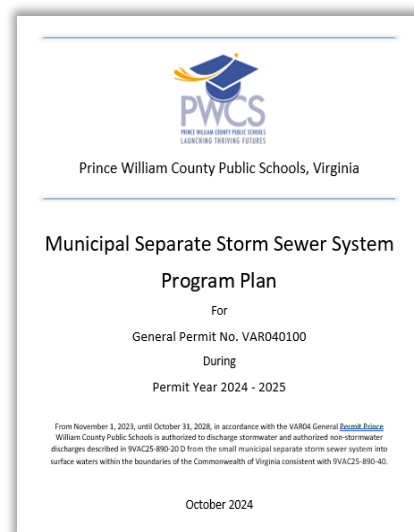 PWCS
PRINCE WILLIAM COUNTY PUBLIC SCHOOLS
LAUNCHING THRIVING FUTURES
Prince William County Public Schools, Virginia
Municipal Separate Storm Sewer System
Program Plan
For
General Permit No. VAR040100
During
Permit Year 2024 - 2025
From November 1, 2023, until October 31, 2028, in accordance with the VAR04 General Permit Prince
William County Public Schools is authorized to discharge stormwater and authorized non-stormwater
discharges described in 9VAC25-890-20 D from the small municipal separate storm sewer system into
surface waters within the boundaries of the Commonwealth of Virginia consistent with 9VAC25-890-40.
October 2024